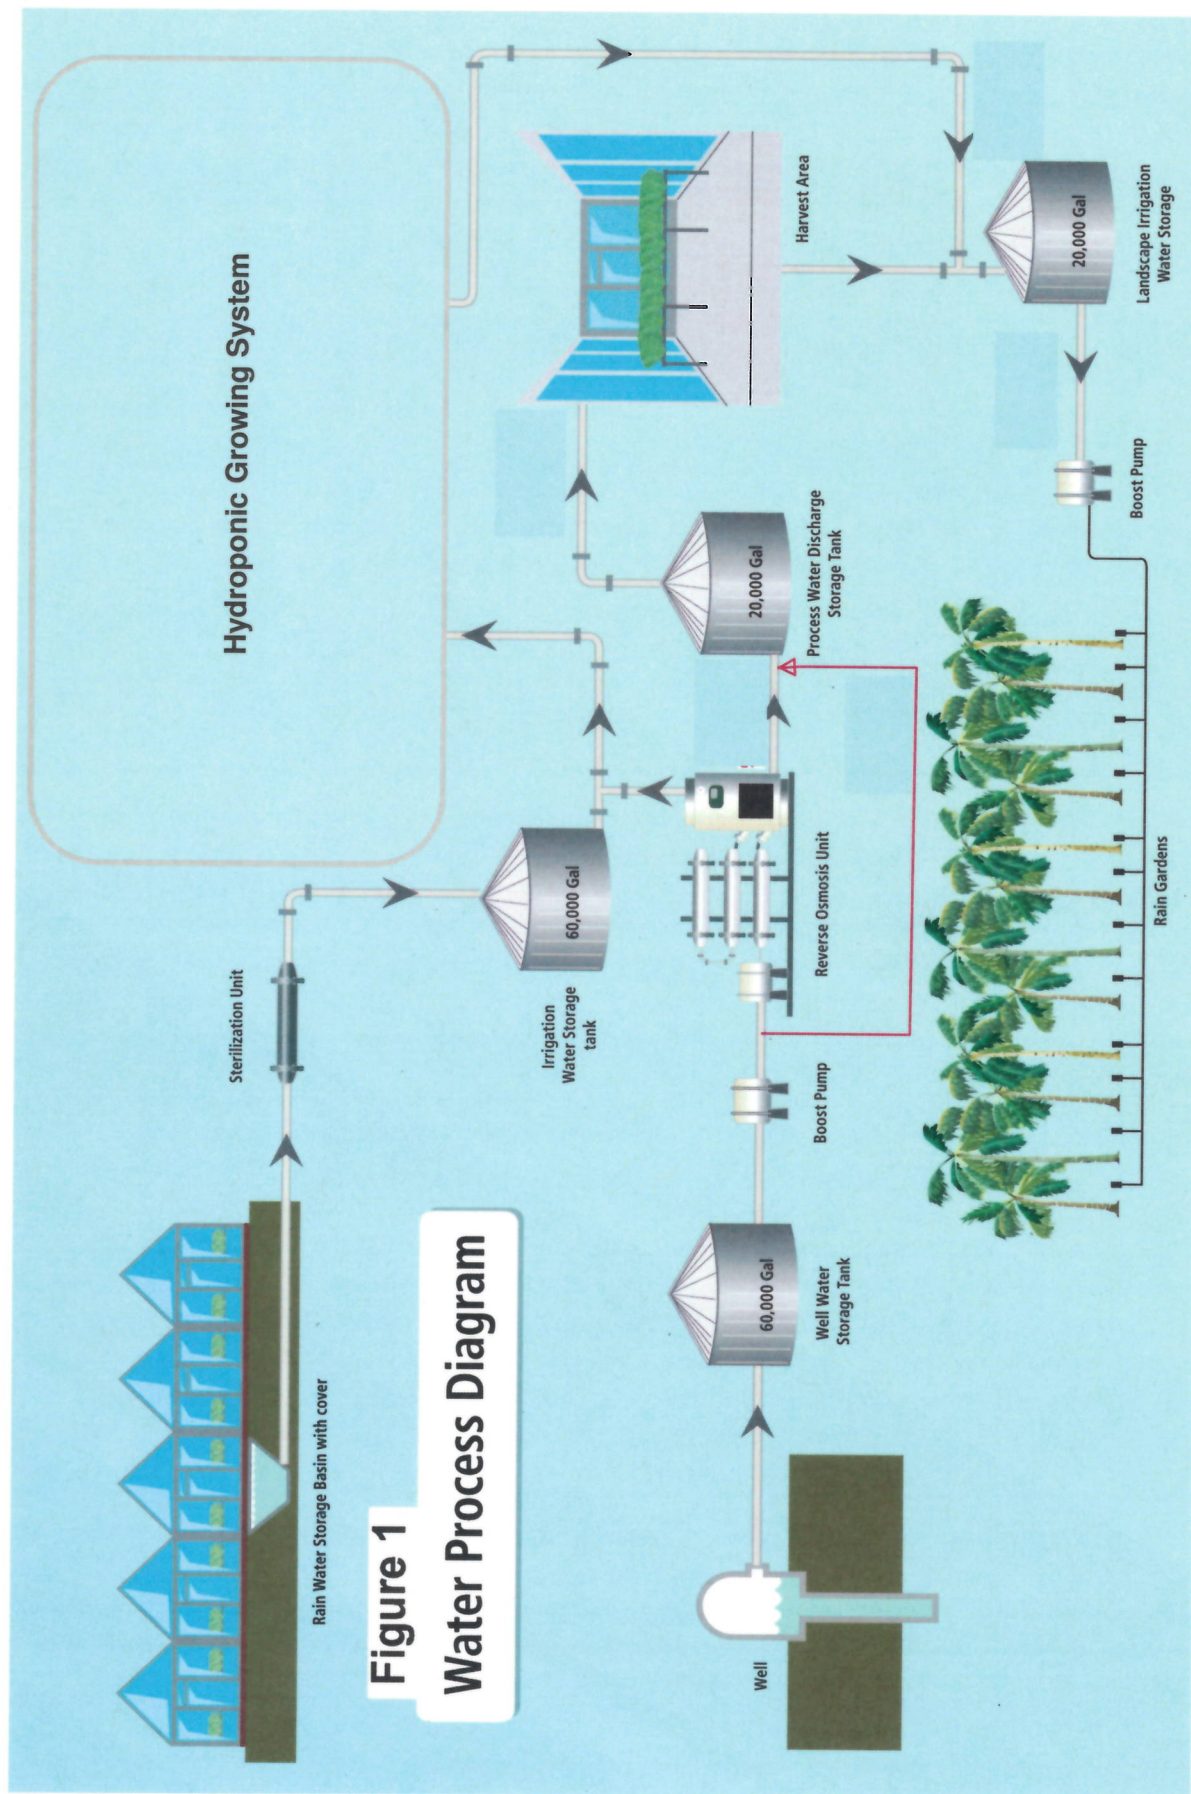 Figure 1
Water Process Diagram
Rain Water Storage Basin with cover
Sterilization Unit
Hydroponic Growing System
Irrigation
Water Storage
tank
60,000 Gal
Well
60,000 Gal
Well Water
Storage Tank
Boost Pump
Reverse Osmosis Unit
20,000 Gal
Process Water Discharge
Storage Tank
Harvest Area
20,000 Gal
Landscape Irrigation
Water Storage
Boost Pump
Rain Gardens